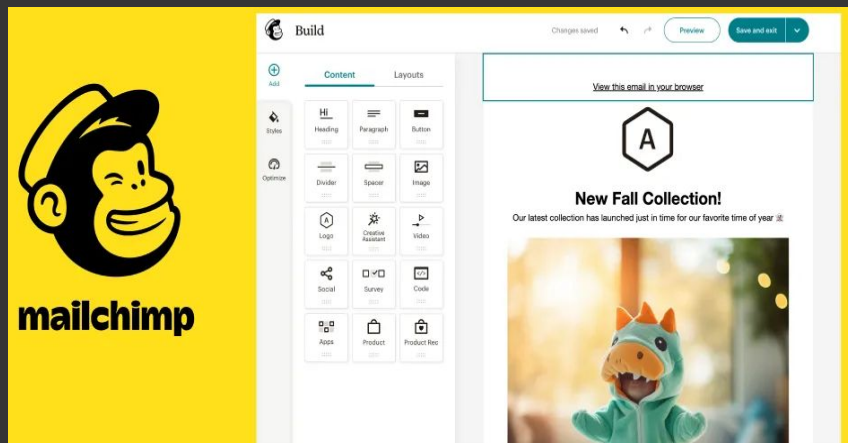 mailchimp
Build
Changes saved
Preview
Save and exit
Add
Styles
Optimize
Content
Layouts
Hi
Heading
Paragraph
Button
Divider
Spacer
Image
A
Logo
Creative
Assistant
Video
Social
Survey
Code
Apps
Product
Product Rec
View this email in your browser
A
New Fall Collection!
Our latest collection has launched just in time for our favorite time of year